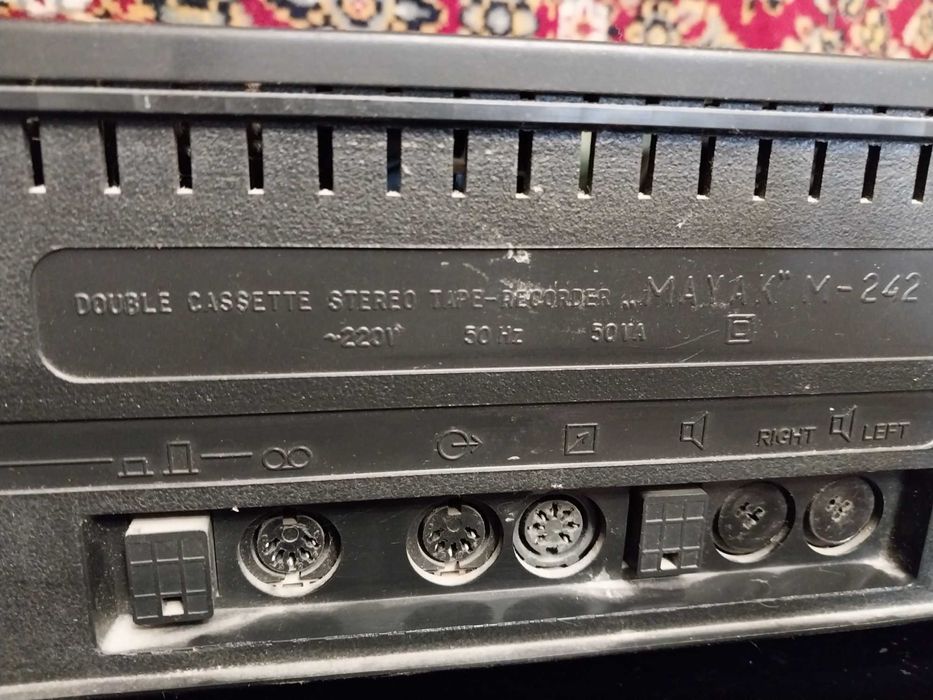 DOUBLE CASSETTE STEREO TAPE-RECORDER „MAYAK" M-242
~220V 50 Hz 50VA
RIGHT LEFT